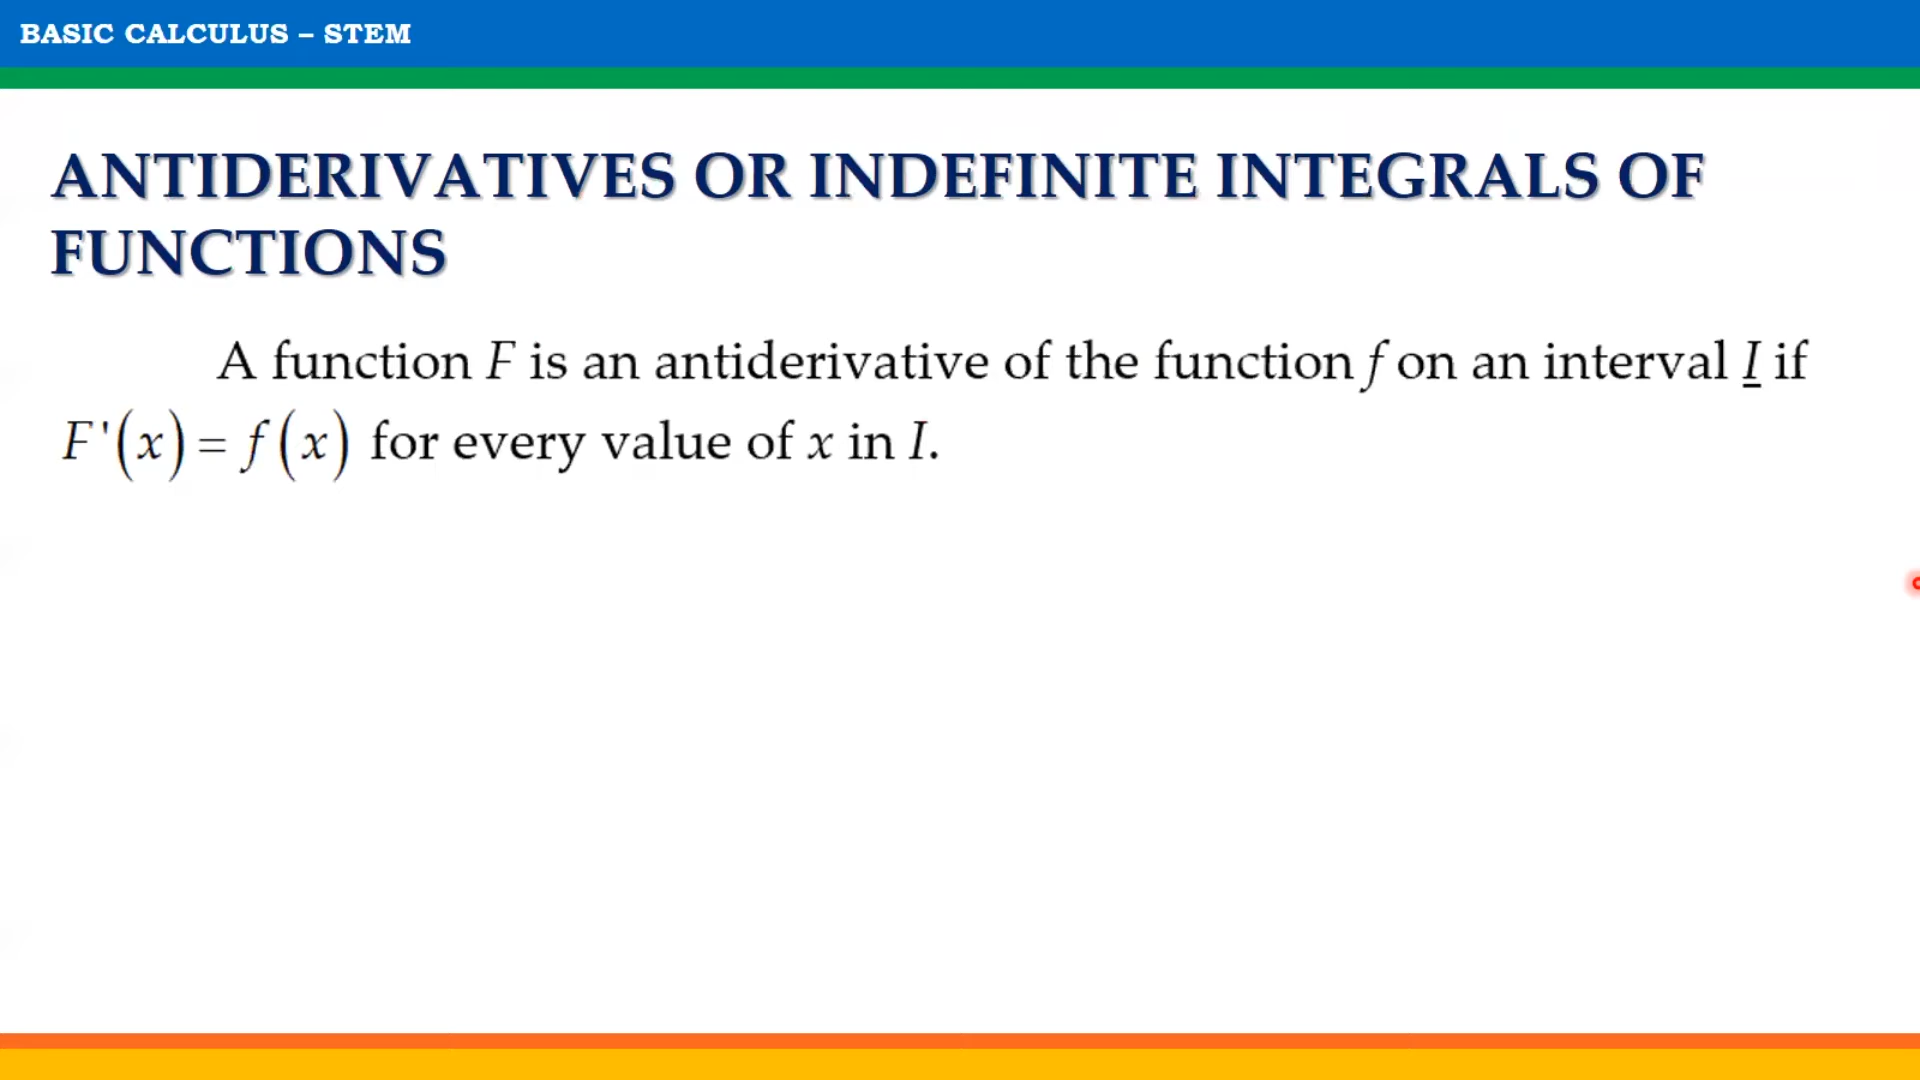 BASIC CALCULUS – STEM
ANTIDERIVATIVES OR INDEFINITE INTEGRALS OF
FUNCTIONS
A function F is an antiderivative of the function f on an interval I if
F'(x) = f(x) for every value of x in I.